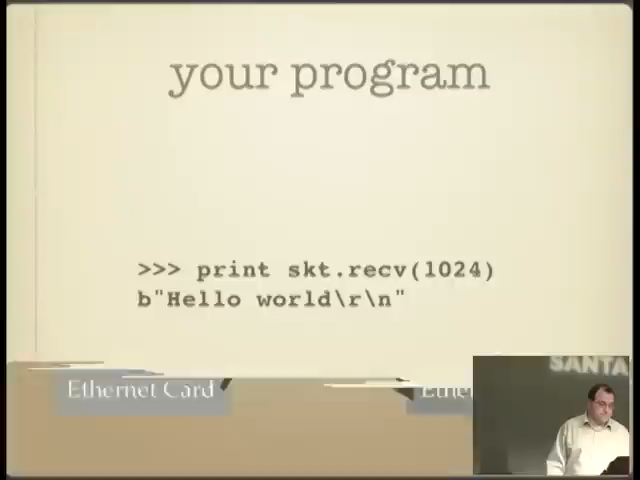 your program
>>> print skt.recv(1024)
b"Hello world\r\n"
Ethernet Card
SANTA